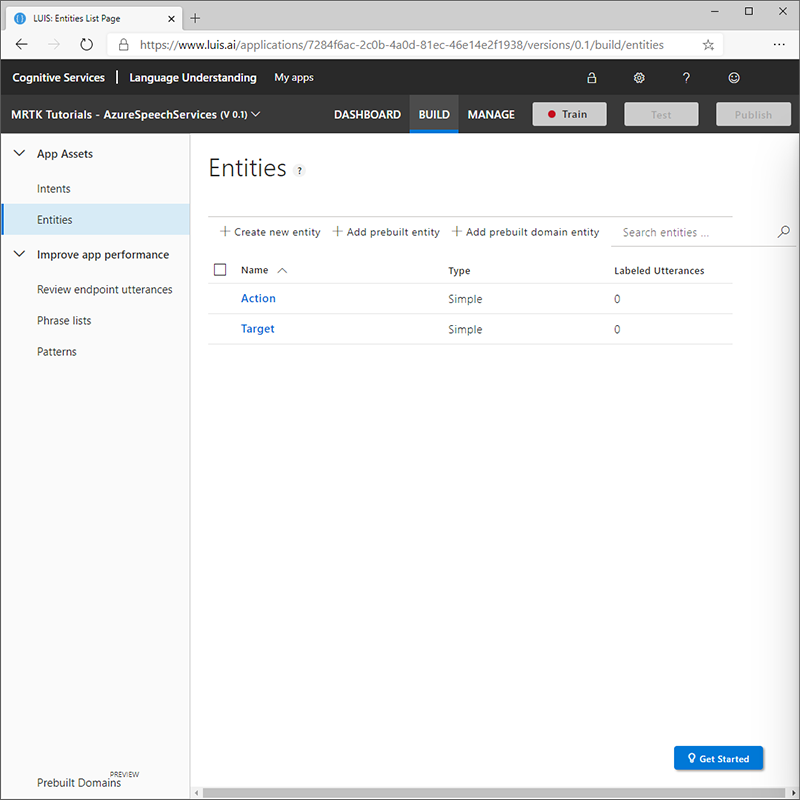 LUIS: Entities List Page
https://www.luis.ai/applications/7284f6ac-2c0b-4a0d-81ec-46e14e2f1938/versions/0.1/build/entities
Cognitive Services Language Understanding My apps ?
MRTK Tutorials - AzureSpeechServices (V 0.1) DASHBOARD BUILD MANAGE Train Test Publish
App Assets
Intents
Entities
Improve app performance
Review endpoint utterances
Phrase lists
Patterns
Prebuilt Domains PREVIEW
Entities ?
Create new entity Add prebuilt entity Add prebuilt domain entity Search entities ...
Name Type Labeled Utterances
Action Simple 0
Target Simple 0
Get Started